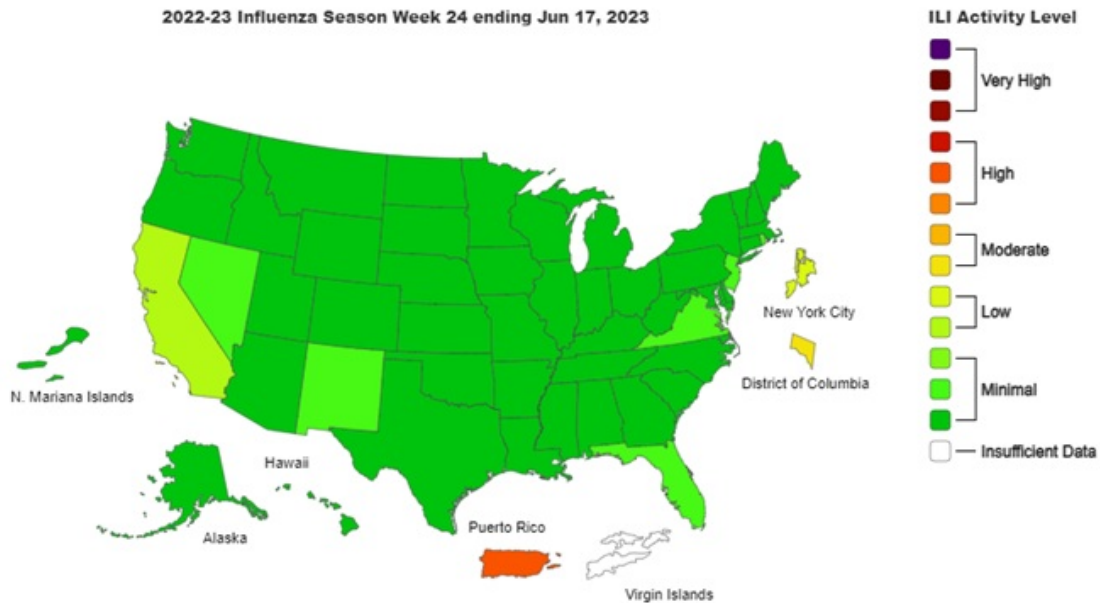 2022-23 Influenza Season Week 24 ending Jun 17, 2023
ILI Activity Level
Very High
High
Moderate
Low
Minimal
Insufficient Data
New York City
District of Columbia
N. Mariana Islands
Hawaii
Alaska
Puerto Rico
Virgin Islands